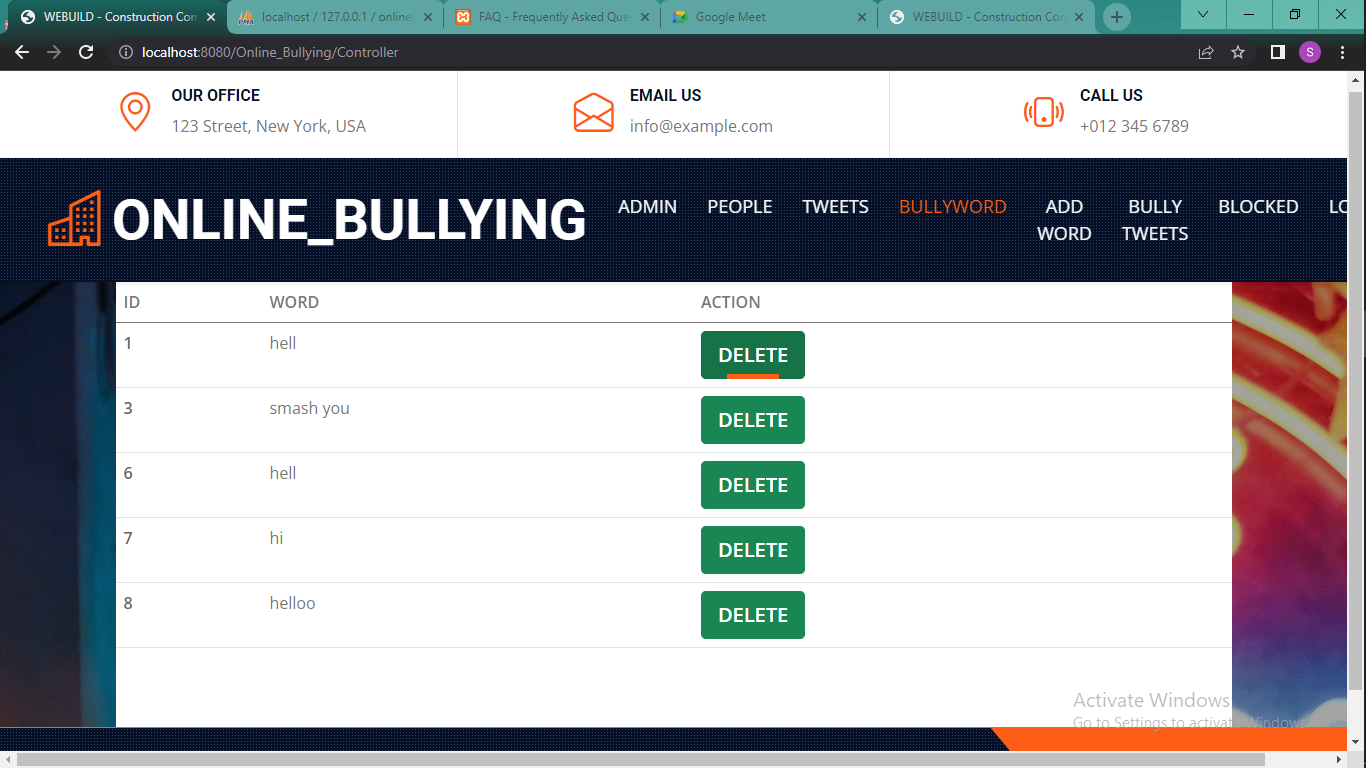 WEBUILD - Construction Con
localhost / 127.0.0.1 / online
FAQ - Frequently Asked Que
Google Meet
WEBUILD - Construction Con
localhost:8080/Online_Bullying/Controller
S
OUR OFFICE
123 Street, New York, USA
EMAIL US
info@example.com
CALL US
+012 345 6789
ONLINE_BULLYING
ADMIN PEOPLE TWEETS BULLYWORD ADD WORD BULLY TWEETS BLOCKED LO
ID WORD ACTION
1 hell DELETE
3 smash you DELETE
6 hell DELETE
7 hi DELETE
8 helloo DELETE
Activate Windows
Go to Settings to activate Windows.